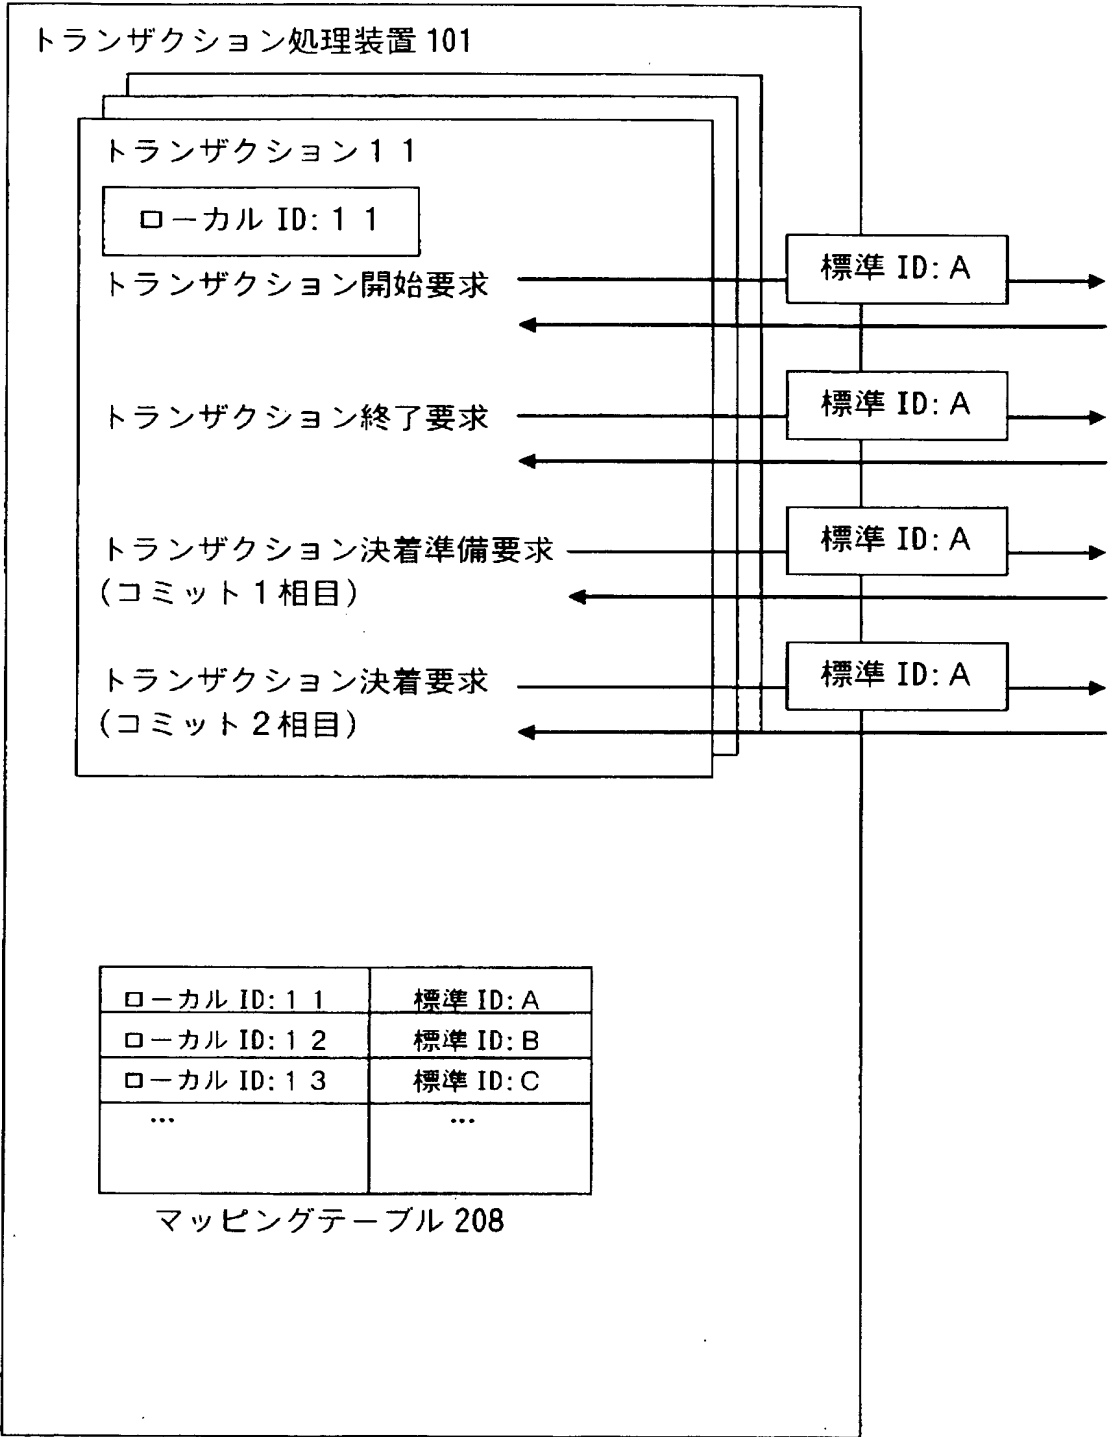 トランザクション処理装置 101
トランザクション１１
ローカル ID:１１
トランザクション開始要求
標準 ID:A
トランザクション終了要求
標準 ID:A
トランザクション決着準備要求
(コミット１相目)
標準 ID:A
トランザクション決着要求
(コミット２相目)
標準 ID:A
ローカル ID:１１ 標準 ID:A
ローカル ID:１２ 標準 ID:B
ローカル ID:１３ 標準 ID:C
… …
マッピングテーブル 208